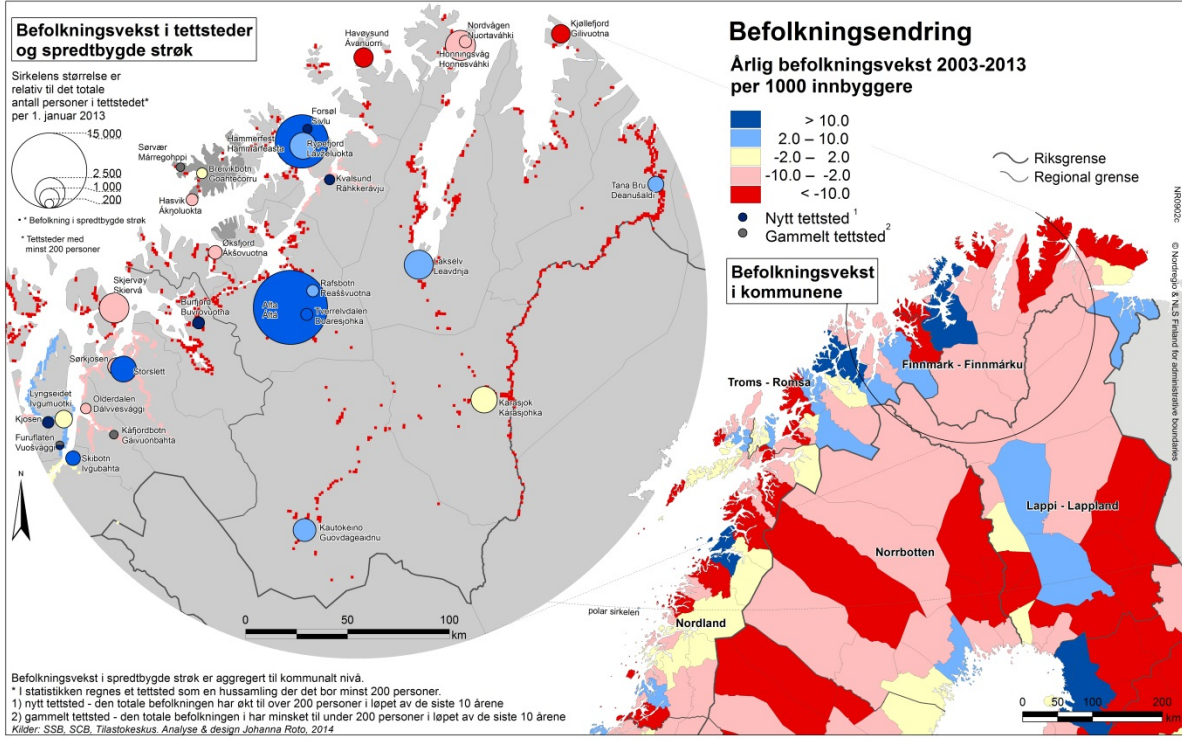 Befolkningsvekst i tettsteder
og spredtbygde strøk
Sirkelens størrelse er
relativ til det totale
antall personer i tettstedet*
per 1. januar 2013
15.000
2.500
1.000
200
* Befolkning i spredtbygde strøk
* Tettsteder med
minst 200 personer
Havøysund
Ávanuorri
Nordvågen
Nuortaváhki
Honningsvåg
Honnesváhki
Kjøllefjord
Gilivuotna
Forsøl
Sivlu
Hammerfest
Hámmárfeasta
Rypefjord
Lávželuokta
Sørvær
Márregohppi
Breivikbotn
Goahtecorru
Hasvik
Ákŋoluokta
Kvalsund
Ráhkkerávju
Tana Bru
Deanušaldi
Øksfjord
Ákšovuotna
Lakselv
Leavdnja
Skjervøy
Skiervá
Burfjord
Buvrovuotna
Alta
Áltá
Rafsbotn
Reaššvuotna
Tverrelvdalen
Duaresjohka
Sørkjosen
Storslett
Lyngseidet
Ivgumuotki
Kjosen
Olderdalen
Dálvvesvággi
Furuflaten
Vuošvággi
Kåfjordbotn
Gáivuonbahta
Skibotn
Ivgubahta
Karasjok
Kárásjohka
Kautokeino
Guovdageaidnu
N
0 50 100
km
Befolkningsvekst i spredtbygde strøk er aggregert til komunalt nivå.
* I statistikken regnes et tettsted som en hussamling der det bor minst 200 personer.
1) nytt tettsted - den totale befolkningen har økt til over 200 personer i løpet av de siste 10 årene
2) gammelt tettsted - den totale befolkningen i har minsket til under 200 personer i løpet av de siste 10 årene
Kilder: SSB, SCB, Tilastokeskus. Analyse & design Johanna Roto, 2014
Befolkningsendring
Årlig befolkningsvekst 2003-2013
per 1000 innbyggere
> 10.0
2.0 – 10.0
-2.0 – 2.0
-10.0 – -2.0
< -10.0
Nytt tettsted 1
Gammelt tettsted 2
Riksgrense
Regional grense
NR0902c
© Nordregio & NLS Finland for administrative boundaries
Befolkningsvekst
i kommunene
Troms - Romsa
Finnmark - Finnmárku
Lappi - Lappland
Norrbotten
Nordland
polar sirkelen
0 50 100 200
km